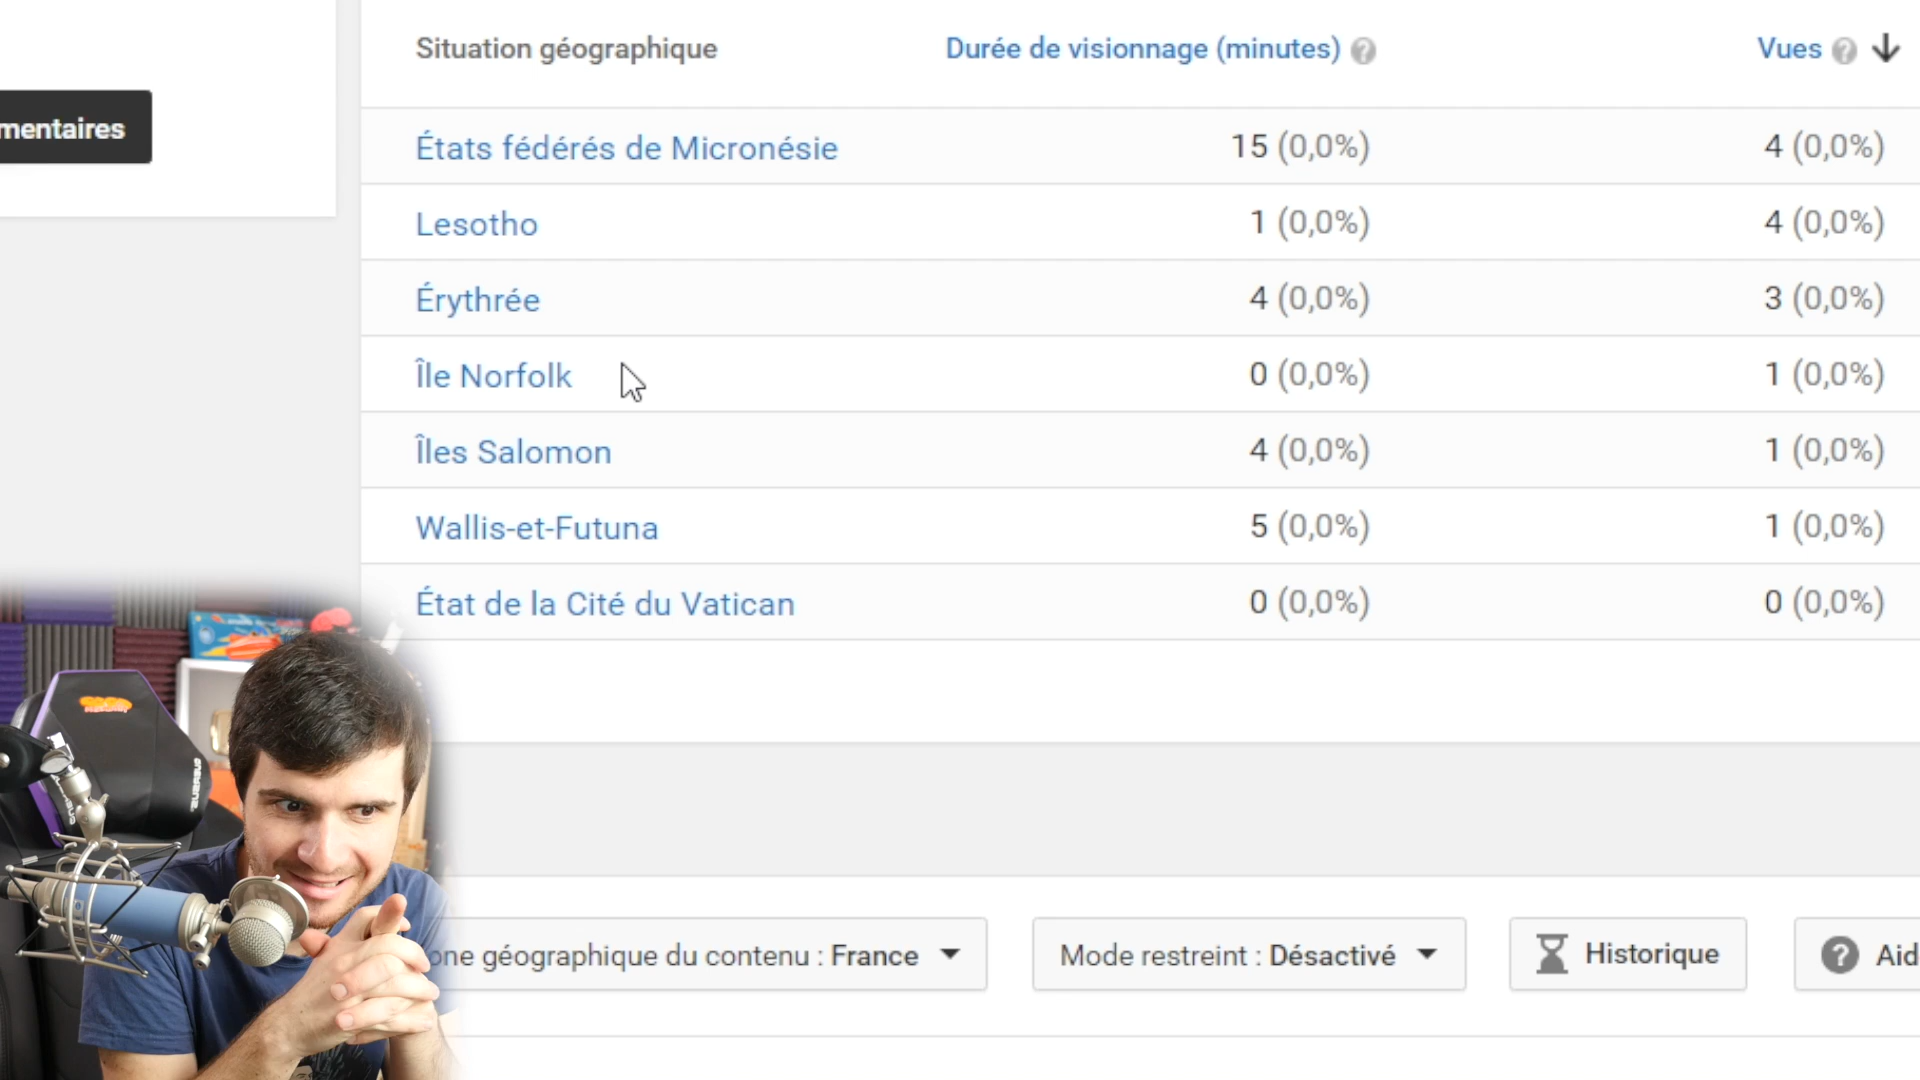 Situation géographique Durée de visionnage (minutes) ? Vues ?
mentaires
États fédérés de Micronésie 15 (0,0%) 4 (0,0%)
Lesotho 1 (0,0%) 4 (0,0%)
Érythrée 4 (0,0%) 3 (0,0%)
Île Norfolk 0 (0,0%) 1 (0,0%)
Îles Salomon 4 (0,0%) 1 (0,0%)
Wallis-et-Futuna 5 (0,0%) 1 (0,0%)
État de la Cité du Vatican 0 (0,0%) 0 (0,0%)
one géographique du contenu : France Mode restreint : Désactivé Historique ? Aid